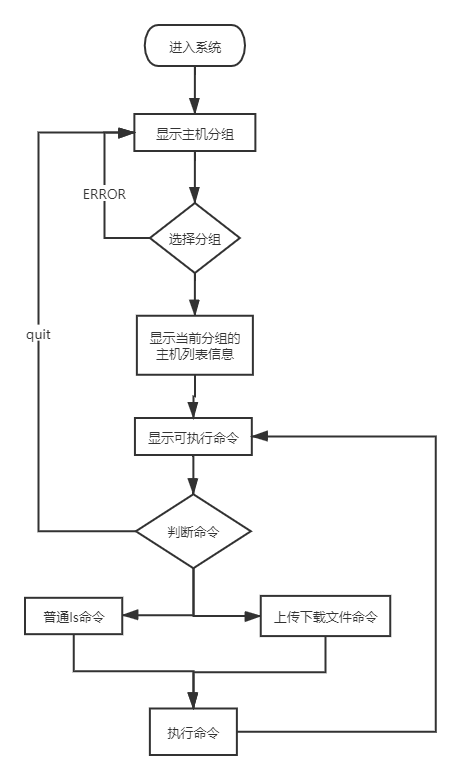 进入系统
显示主机分组
ERROR
选择分组
显示当前分组的
主机列表信息
quit
显示可执行命令
判断命令
普通ls命令
上传下载文件命令
执行命令